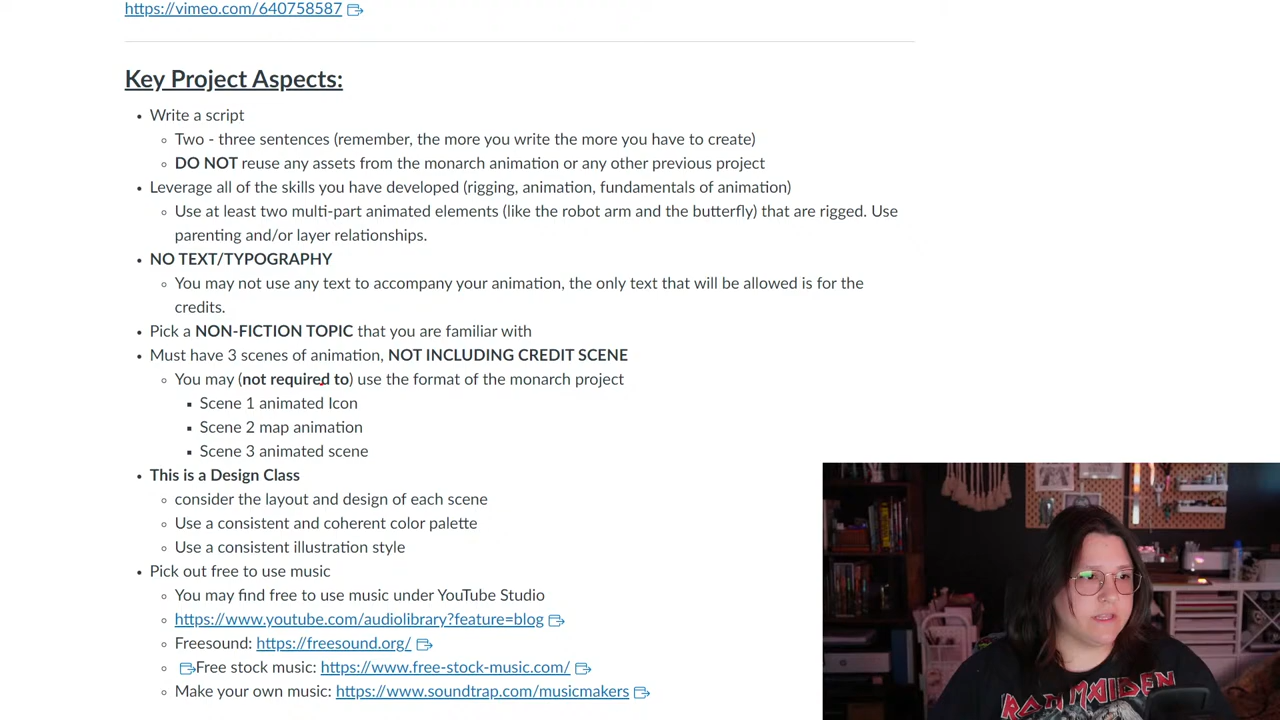 https://vimeo.com/640758587
Key Project Aspects:
Write a script
Two - three sentences (remember, the more you write the more you have to create)
DO NOT reuse any assets from the monarch animation or any other previous project
Leverage all of the skills you have developed (rigging, animation, fundamentals of animation)
Use at least two multi-part animated elements (like the robot arm and the butterfly) that are rigged. Use
parenting and/or layer relationships.
NO TEXT/TYPOGRAPHY
You may not use any text to accompany your animation, the only text that will be allowed is for the
credits.
Pick a NON-FICTION TOPIC that you are familiar with
Must have 3 scenes of animation, NOT INCLUDING CREDIT SCENE
You may (not required to) use the format of the monarch project
Scene 1 animated Icon
Scene 2 map animation
Scene 3 animated scene
This is a Design Class
consider the layout and design of each scene
Use a consistent and coherent color palette
Use a consistent illustration style
Pick out free to use music
You may find free to use music under YouTube Studio
https://www.youtube.com/audiolibrary?feature=blog
Freesound: https://freesound.org/
Free stock music: https://www.free-stock-music.com/
Make your own music: https://www.soundtrap.com/musicmakers
IRON MAIDEN